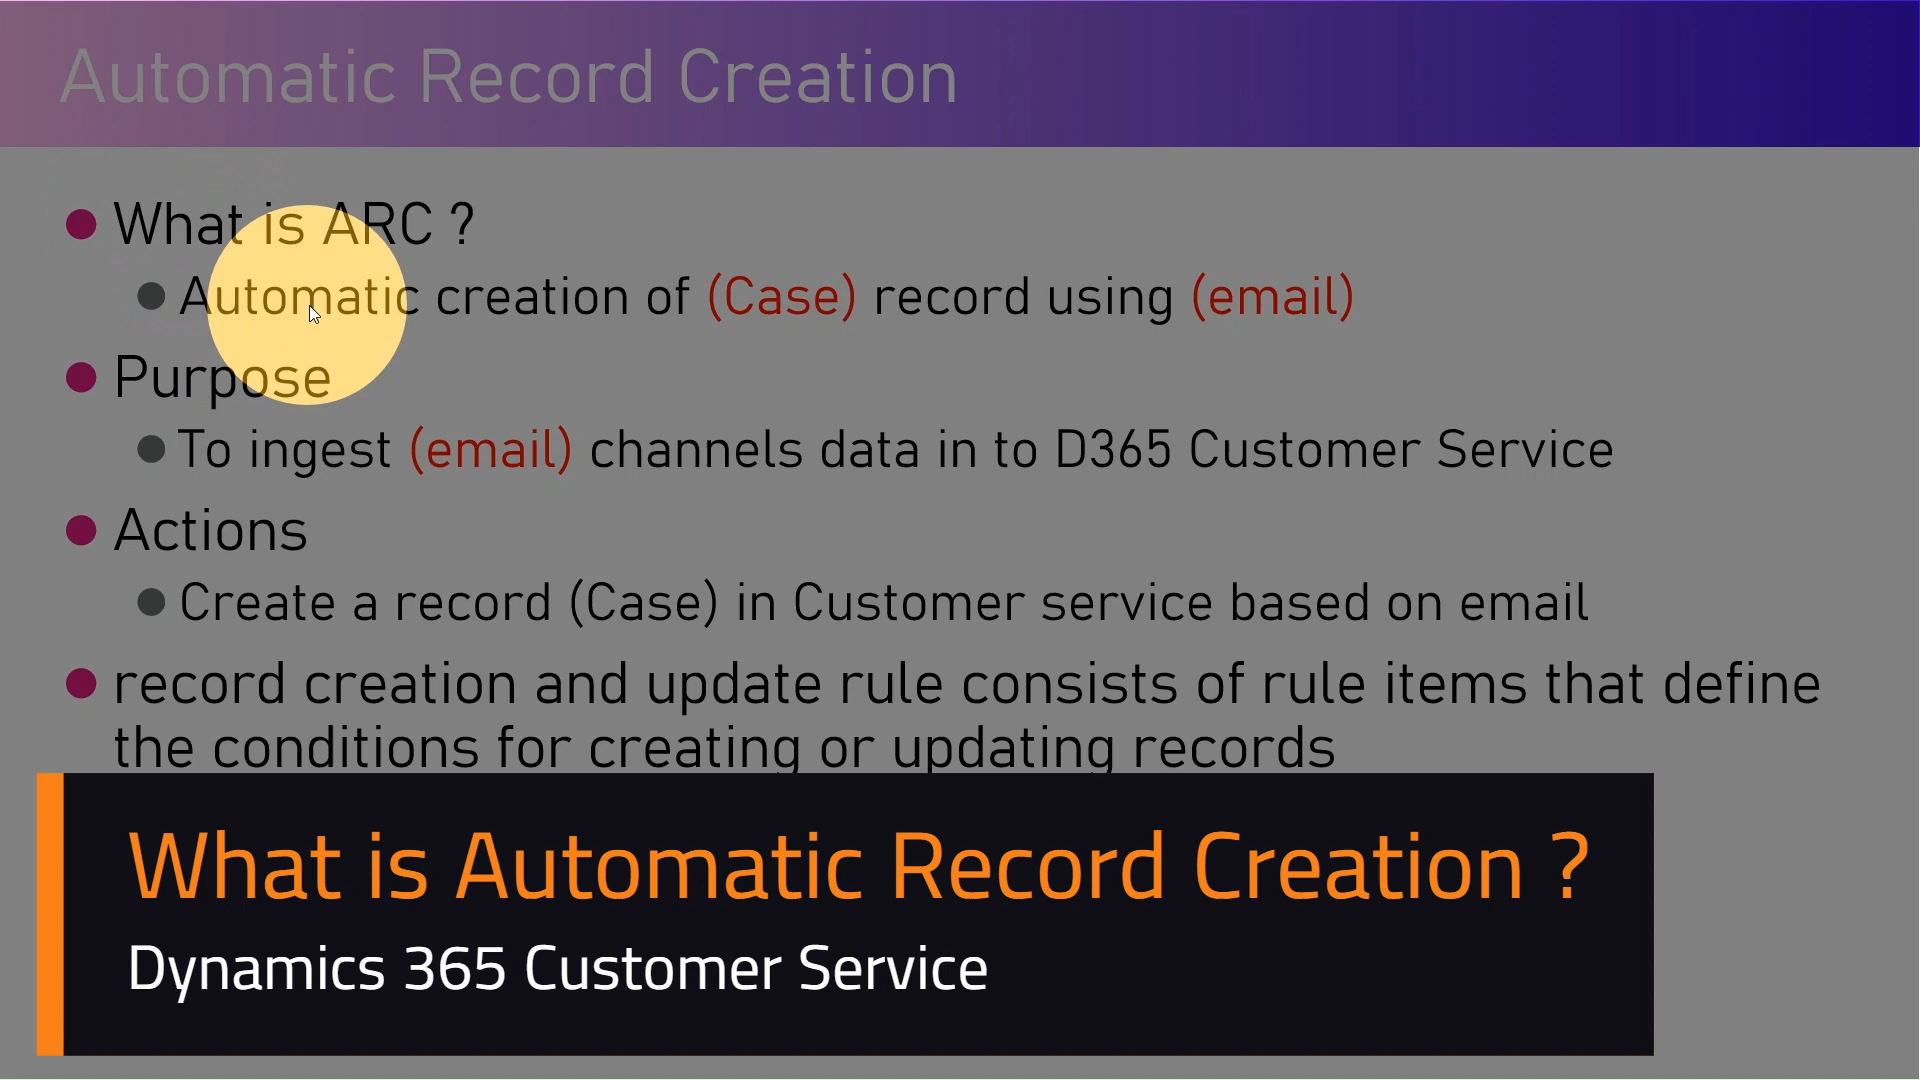 Automatic Record Creation
What is ARC ?
Automatic creation of (Case) record using (email)
Purpose
To ingest (email) channels data in to D365 Customer Service
Actions
Create a record (Case) in Customer service based on email
record creation and update rule consists of rule items that define
the conditions for creating or updating records
What is Automatic Record Creation ?
Dynamics 365 Customer Service